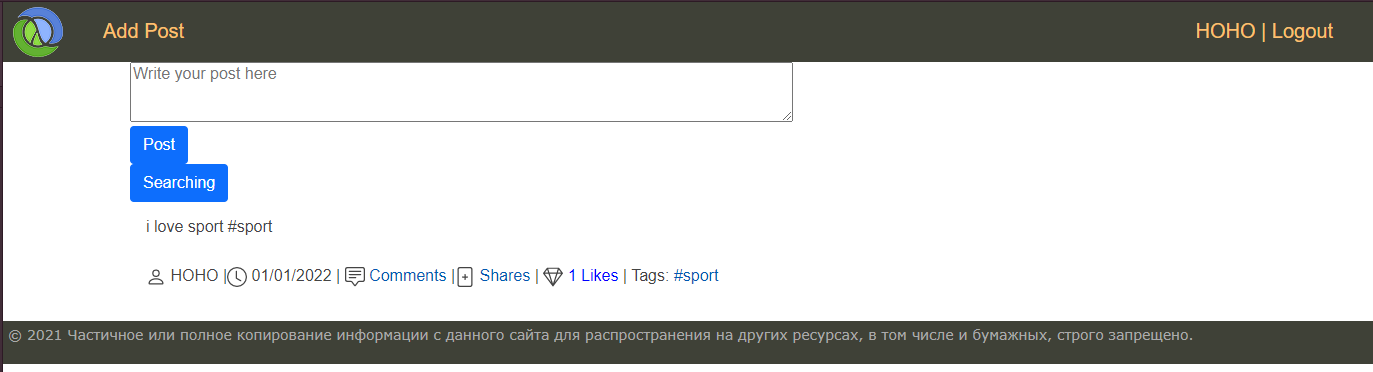 Add Post HOHO | Logout
Write your post here
Post
Searching
i love sport #sport
HOHO | 01/01/2022 | Comments | Shares | 1 Likes | Tags: #sport
© 2021 Частичное или полное копирование информации с данного сайта для распространения на других ресурсах, в том числе и бумажных, строго запрещено.